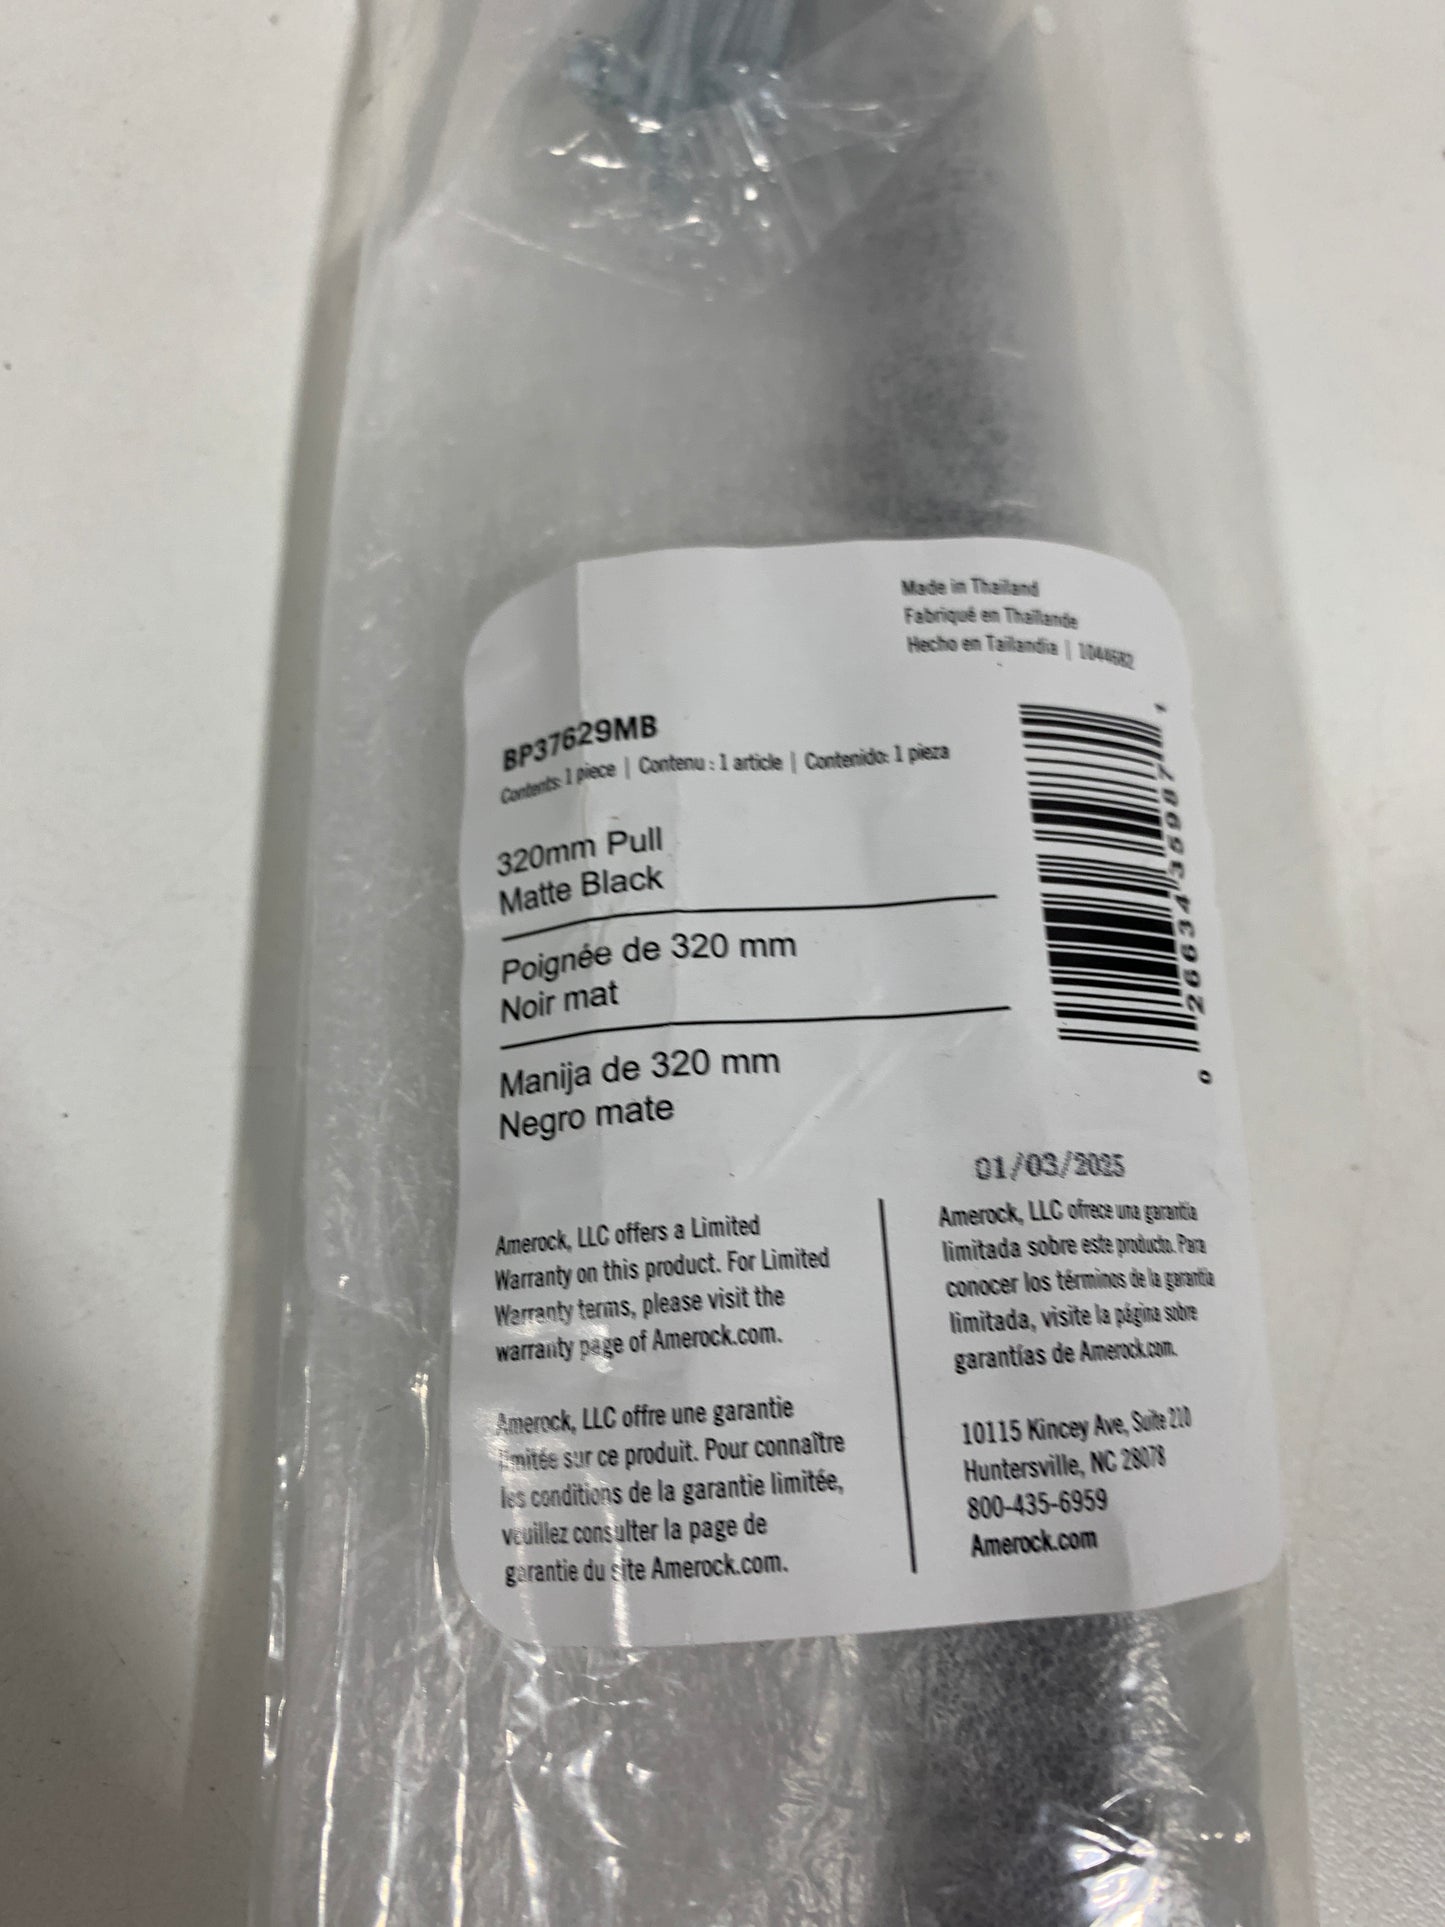 Made in Thailand
Fabriqué en Thaïlande
Hecho en Tailandia | 1044682
BP37629MB
Contents: 1 piece | Contenu : 1 article | Contenido: 1 pieza
320mm Pull
Matte Black
Poignée de 320 mm
Noir mat
Manija de 320 mm
Negro mate
0 26634 35987 1
01/03/2025
Amerock, LLC offers a Limited
Warranty on this product. For Limited
Warranty terms, please visit the
warranty page of Amerock.com.
Amerock, LLC offre une garantie
limitée sur ce produit. Pour connaître
les conditions de la garantie limitée,
veuillez consulter la page de
garantie du site Amerock.com.
Amerock, LLC ofrece una garantía
limitada sobre este producto. Para
conocer los términos de la garantía
limitada, visite la página sobre
garantías de Amerock.com.
10115 Kincey Ave, Suite 210
Huntersville, NC 28078
800-435-6959
Amerock.com